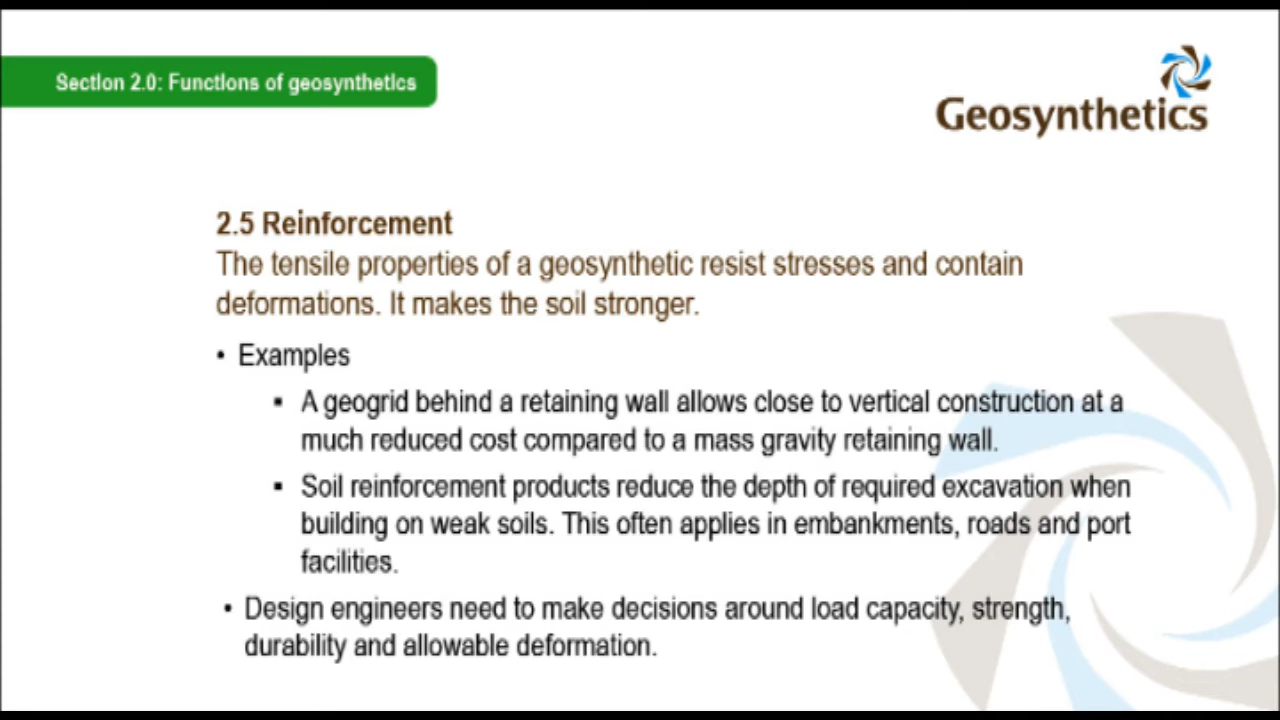 Section 2.0: Functions of geosynthetics
Geosynthetics
2.5 Reinforcement
The tensile properties of a geosynthetic resist stresses and contain
deformations. It makes the soil stronger.
• Examples
▪ A geogrid behind a retaining wall allows close to vertical construction at a
much reduced cost compared to a mass gravity retaining wall.
▪ Soil reinforcement products reduce the depth of required excavation when
building on weak soils. This often applies in embankments, roads and port
facilities.
• Design engineers need to make decisions around load capacity, strength,
durability and allowable deformation.